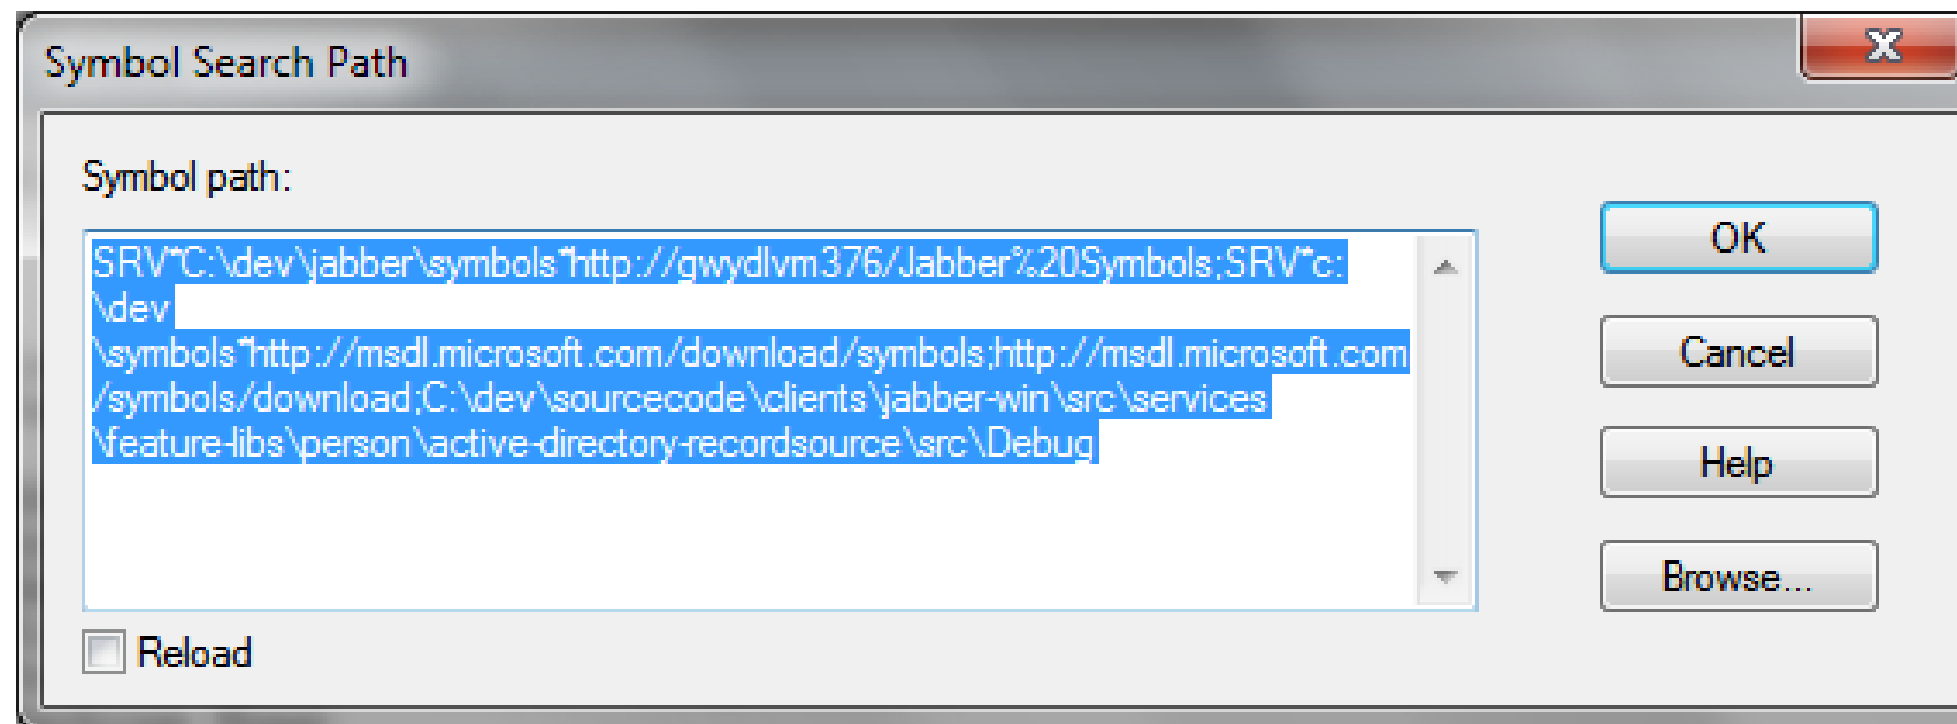 Symbol Search Path
Symbol path:
SRV*C:\dev\jabber\symbols*http://gwydlvm376/Jabber%20Symbols;SRV*c:
\dev
\symbols*http://msdl.microsoft.com/download/symbols;http://msdl.microsoft.com
/symbols/download;C:\dev\sourcecode\clients\jabber-win\src\services
\feature-libs\person\active-directory-recordsource\src\Debug
OK
Cancel
Help
Browse...
Reload